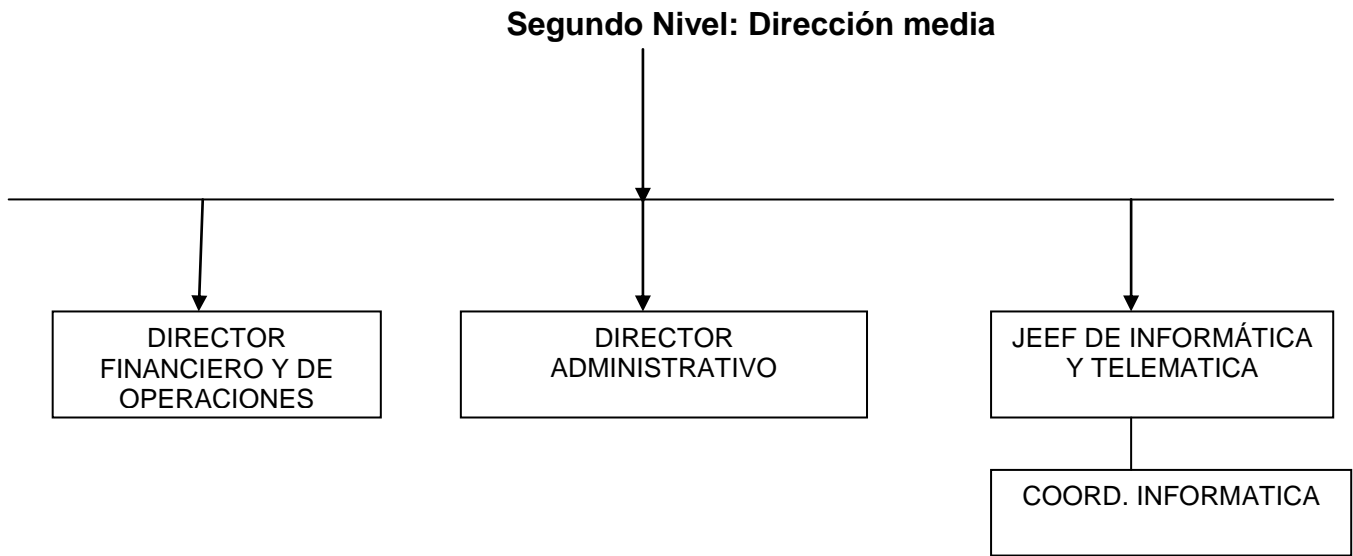 Segundo Nivel: Dirección media
DIRECTOR
FINANCIERO Y DE
OPERACIONES
DIRECTOR
ADMINISTRATIVO
JEEF DE INFORMÁTICA
Y TELEMATICA
COORD. INFORMATICA